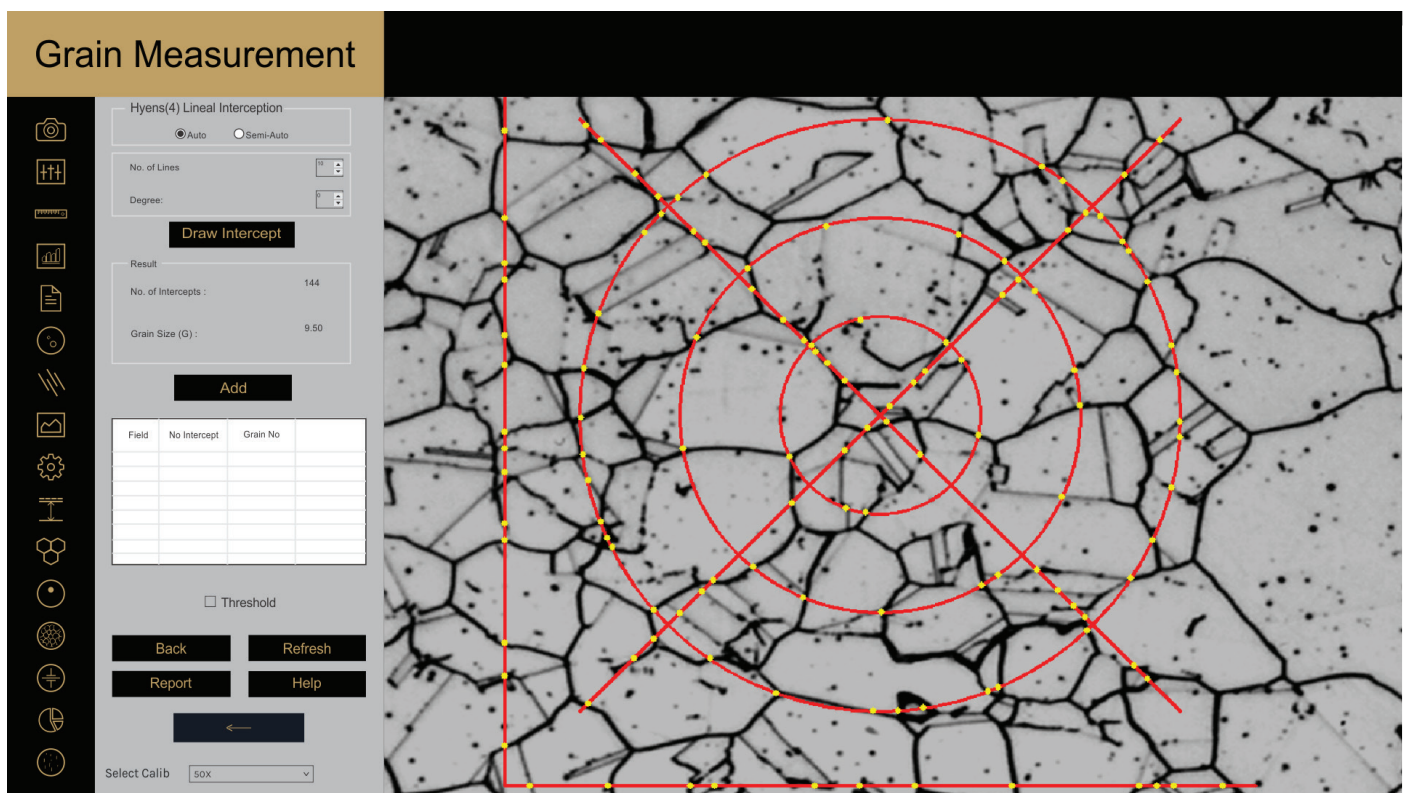 Grain Measurement
Hyens(4) Lineal Interception
Auto Semi-Auto
No. of Lines
Degree: 0
Draw Intercept
Result
No. of Intercepts : 144
Grain Size (G) : 9.50
Add
Field No Intercept Grain No
Threshold
Back Refresh
Report Help
Select Calib 50X